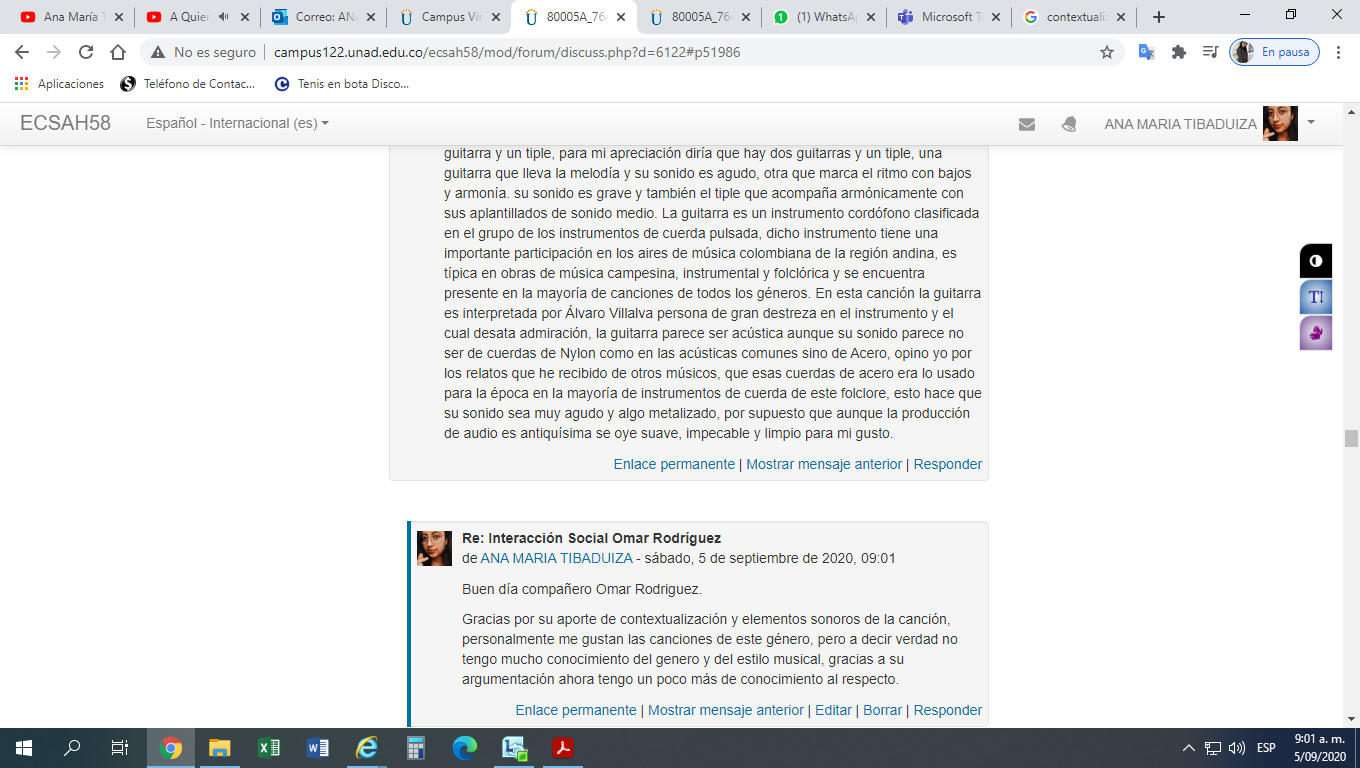 Ana María T
A Quier
Correo: ANA
Campus Vir
80005A_764
80005A_764
(1) WhatsAp
Microsoft Te
contextualiz
No es seguro
campus122.unad.edu.co/ecsah58/mod/forum/discuss.php?d=6122#p51986
En pausa
Aplicaciones
Teléfono de Contac...
Tenis en bota Disco...
ECSAH58
Español - Internacional (es)
ANA MARIA TIBADUIZA
guitarra y un tiple, para mi apreciación diría que hay dos guitarras y un tiple, una
guitarra que lleva la melodía y su sonido es agudo, otra que marca el ritmo con bajos
y armonía. su sonido es grave y también el tiple que acompaña armónicamente con
sus aplantillados de sonido medio. La guitarra es un instrumento cordófono clasificada
en el grupo de los instrumentos de cuerda pulsada, dicho instrumento tiene una
importante participación en los aires de música colombiana de la región andina, es
típica en obras de música campesina, instrumental y folclórica y se encuentra
presente en la mayoría de canciones de todos los géneros. En esta canción la guitarra
es interpretada por Álvaro Villalva persona de gran destreza en el instrumento y el
cual desata admiración, la guitarra parece ser acústica aunque su sonido parece no
ser de cuerdas de Nylon como en las acústicas comunes sino de Acero, opino yo por
los relatos que he recibido de otros músicos, que esas cuerdas de acero era lo usado
para la época en la mayoría de instrumentos de cuerda de este folclore, esto hace que
su sonido sea muy agudo y algo metalizado, por supuesto que aunque la producción
de audio es antiquísima se oye suave, impecable y limpio para mi gusto.
Enlace permanente | Mostrar mensaje anterior | Responder
Re: Interacción Social Omar Rodríguez
de ANA MARIA TIBADUIZA - sábado, 5 de septiembre de 2020, 09:01
Buen día compañero Omar Rodriguez.
Gracias por su aporte de contextualización y elementos sonoros de la canción,
personalmente me gustan las canciones de este género, pero a decir verdad no
tengo mucho conocimiento del genero y del estilo musical, gracias a su
argumentación ahora tengo un poco más de conocimiento al respecto.
Enlace permanente | Mostrar mensaje anterior | Editar | Borrar | Responder
ESP
9:01 a. m.
5/09/2020